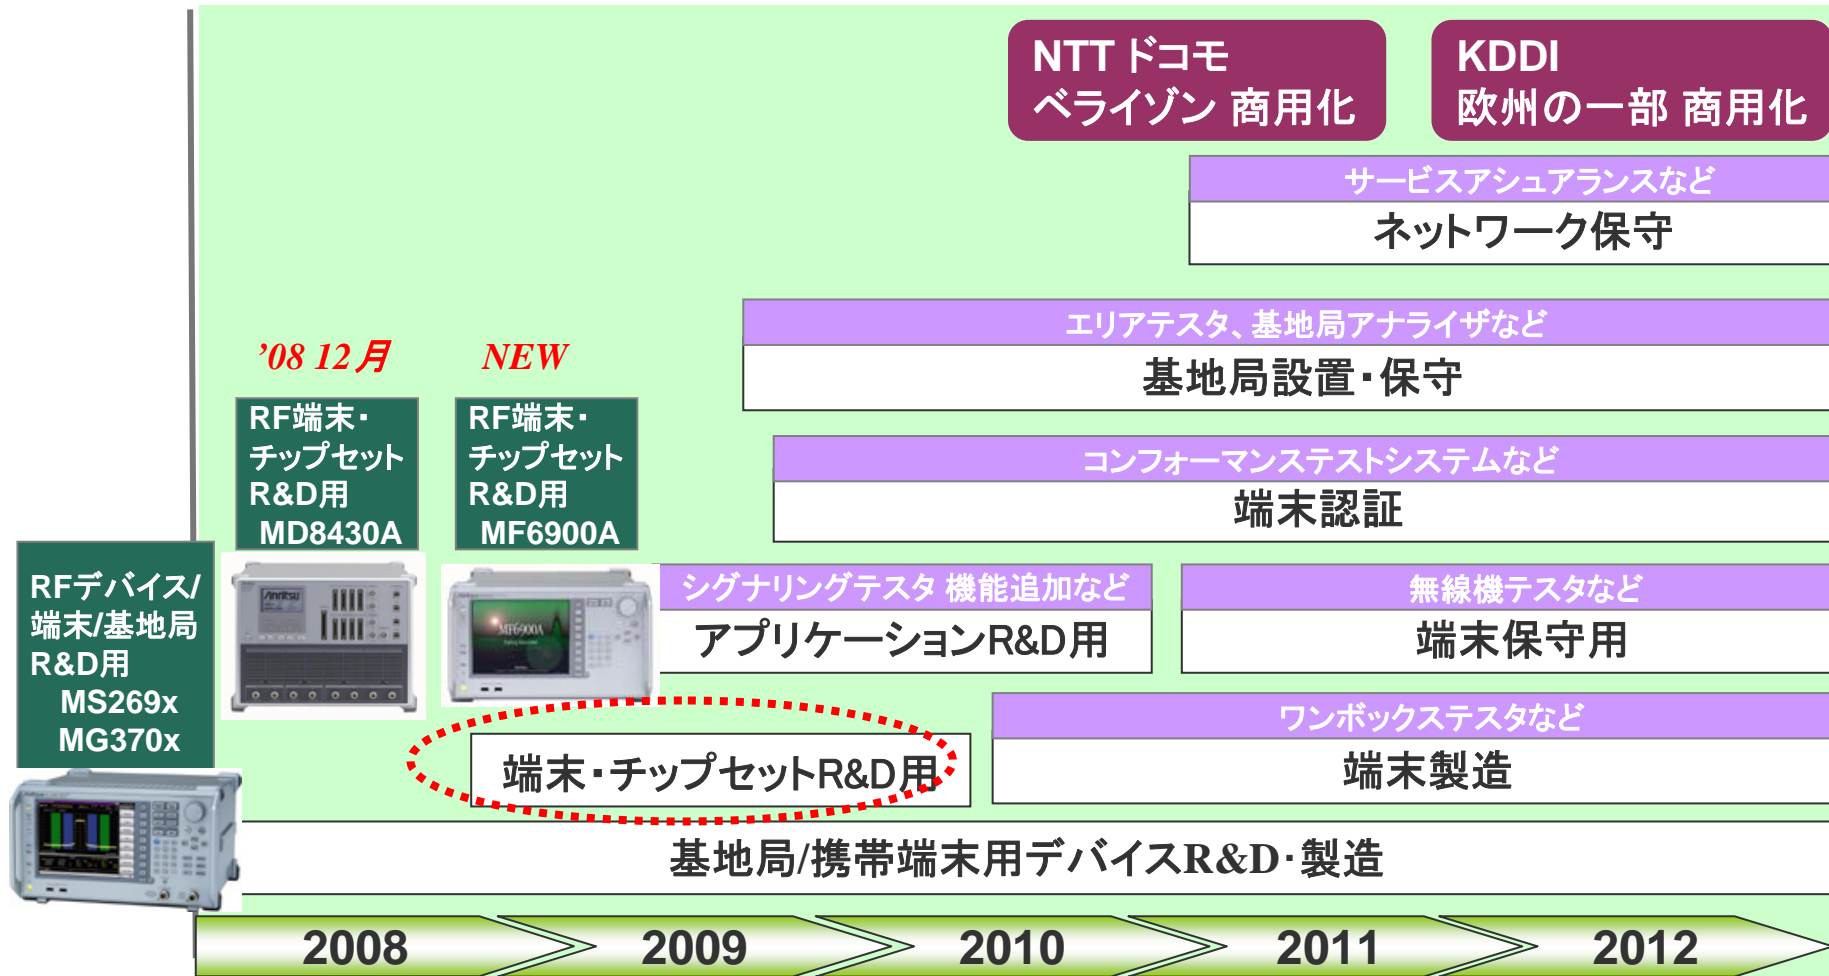 NTT ドコモ
ベライゾン 商用化
KDDI
欧州の一部 商用化
サービスアシュアランスなど
ネットワーク保守
エリアテスタ、基地局アナライザなど
基地局設置・保守
’08 12月
NEW
RF端末・
チップセット
R&D用
MD8430A
RF端末・
チップセット
R&D用
MF6900A
コンフォーマンステストシステムなど
端末認証
RFデバイス/
端末/基地局
R&D用
MS269x
MG370x
Anritsu
MF6900A
シグナリングテスタ 機能追加など
アプリケーションR&D用
無線機テスタなど
端末保守用
端末・チップセットR&D用
ワンボックステスタなど
端末製造
基地局/携帯端末用デバイスR&D・製造
2008
2009
2010
2011
2012